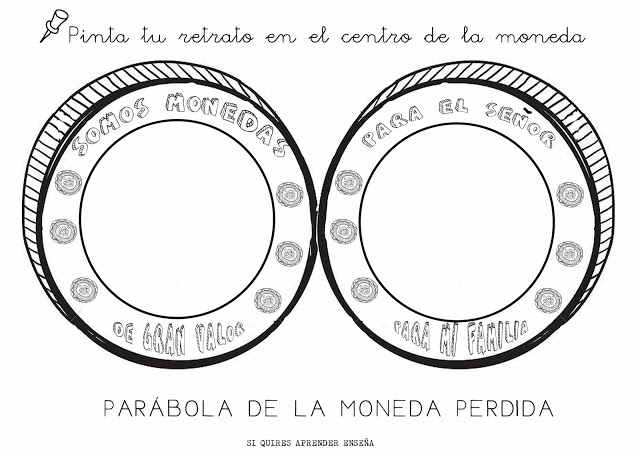 Pinta tu retrato en el centro de la moneda
SOMOS MONEDAS
DE GRAN VALOR
PARA EL SEÑOR
PARA MI FAMILIA
PARÁBOLA DE LA MONEDA PERDIDA
SI QUIRES APRENDER ENSEÑA